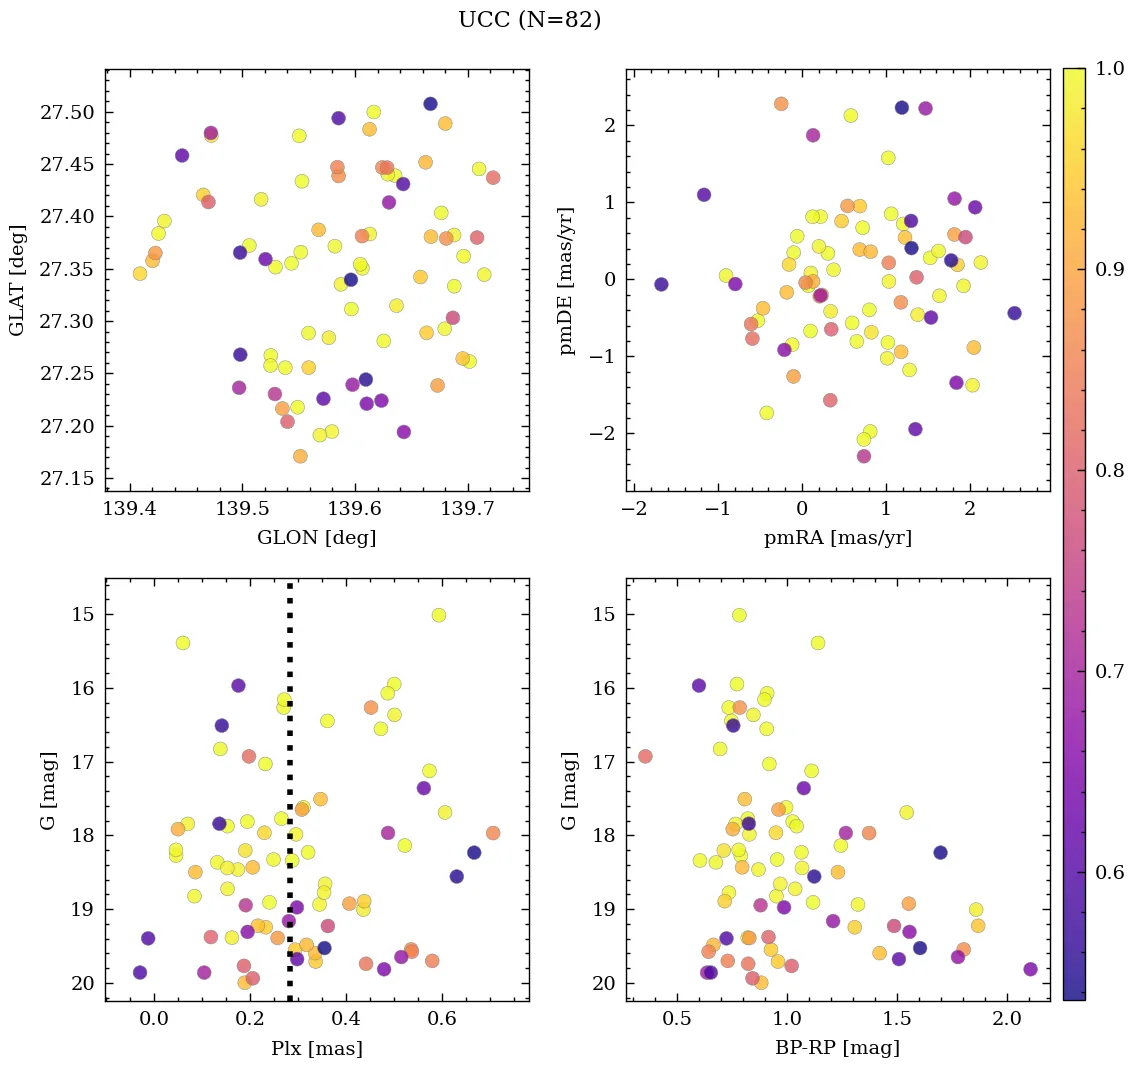 UCC (N=82)
27.50
27.45
27.40
27.35
27.30
27.25
27.20
27.15
GLAT [deg]
139.4 139.5 139.6 139.7
GLON [deg]
2
1
0
−1
−2
pmDE [mas/yr]
−2 −1 0 1 2
pmRA [mas/yr]
1.0
0.9
0.8
0.7
0.6
15
16
17
18
19
20
G [mag]
0.0 0.2 0.4 0.6
Plx [mas]
15
16
17
18
19
20
G [mag]
0.5 1.0 1.5 2.0
BP-RP [mag]